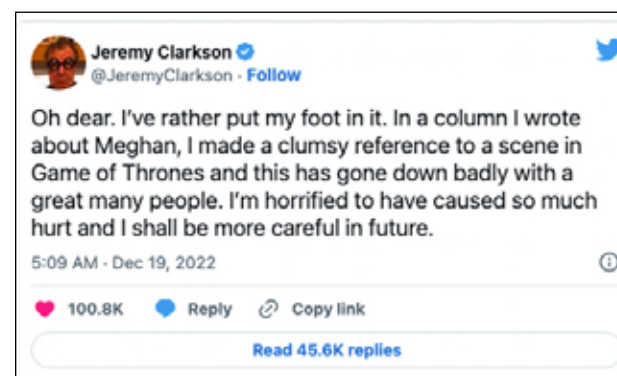 Jeremy Clarkson
@JeremyClarkson · Follow
Oh dear. I've rather put my foot in it. In a column I wrote
about Meghan, I made a clumsy reference to a scene in
Game of Thrones and this has gone down badly with a
great many people. I'm horrified to have caused so much
hurt and I shall be more careful in future.
5:09 AM · Dec 19, 2022
100.8K Reply Copy link
Read 45.6K replies